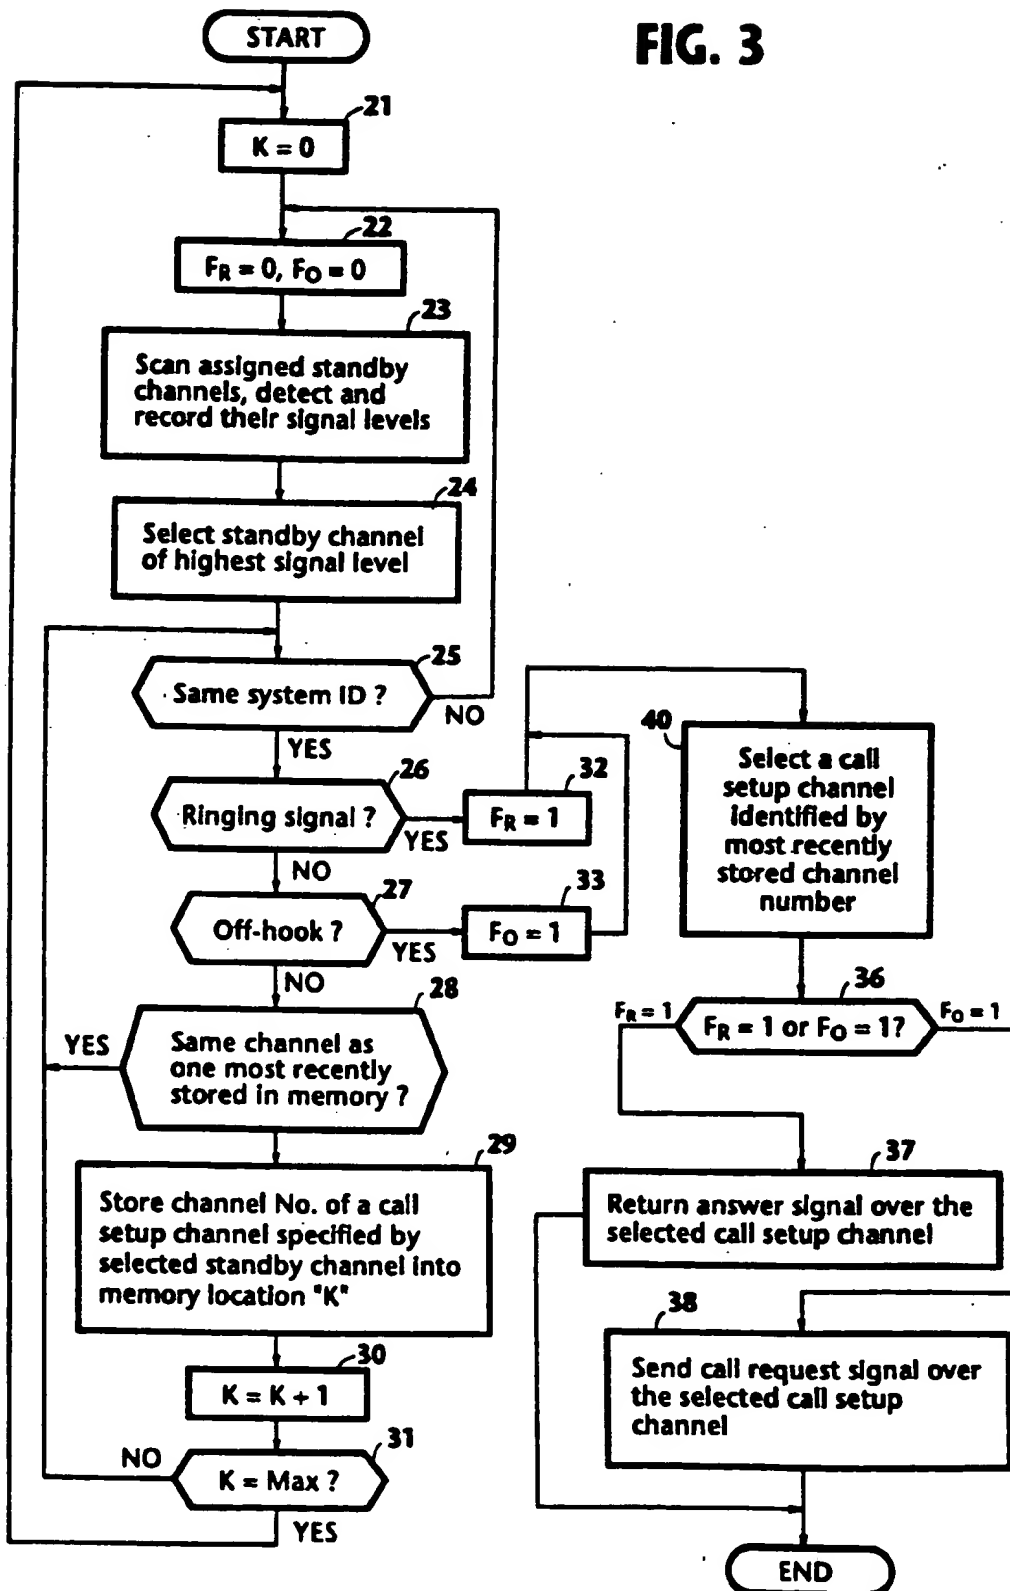 FIG. 3
START
21
K = 0
22
FR = 0, FO = 0
23
Scan assigned standby
channels, detect and
record their signal levels
24
Select standby channel
of highest signal level
25
Same system ID ?
NO
YES
26
Ringing signal ?
YES
32
FR = 1
NO
27
Off-hook ?
YES
33
FO = 1
NO
28
Same channel as
one most recently
stored in memory ?
YES
29
Store channel No. of a call
setup channel specified by
selected standby channel into
memory location "K"
30
K = K + 1
31
K = Max ?
NO
YES
40
Select a call
setup channel
identified by
most recently
stored channel
number
36
FR = 1 or FO = 1?
FR = 1
FO = 1
37
Return answer signal over the
selected call setup channel
38
Send call request signal over
the selected call setup
channel
END